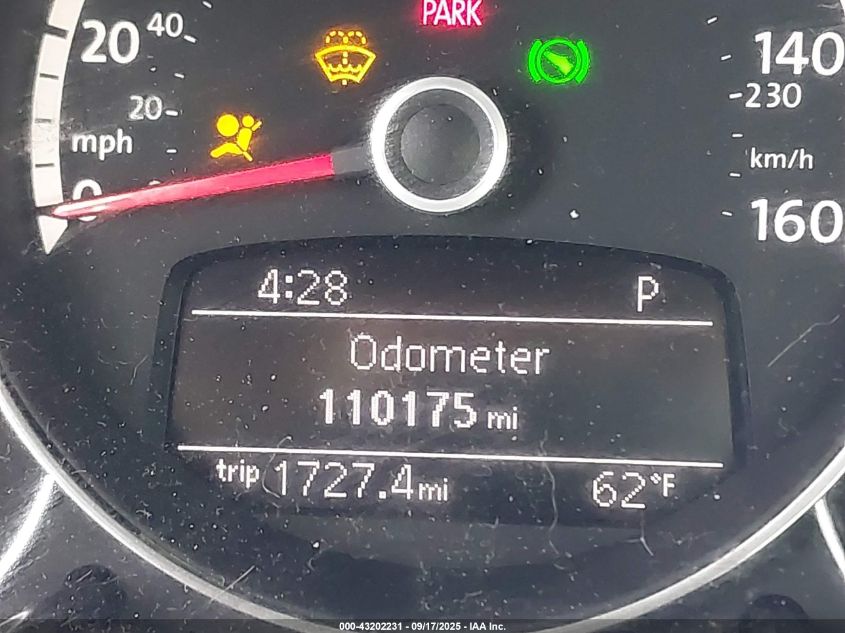 PARK
20
40
140
20
230
mph
km/h
0
160
4:28 P
Odometer
110175 mi
trip 1727.4 mi 62°F
000-43202231 - 09/17/2025 - IAA Inc.